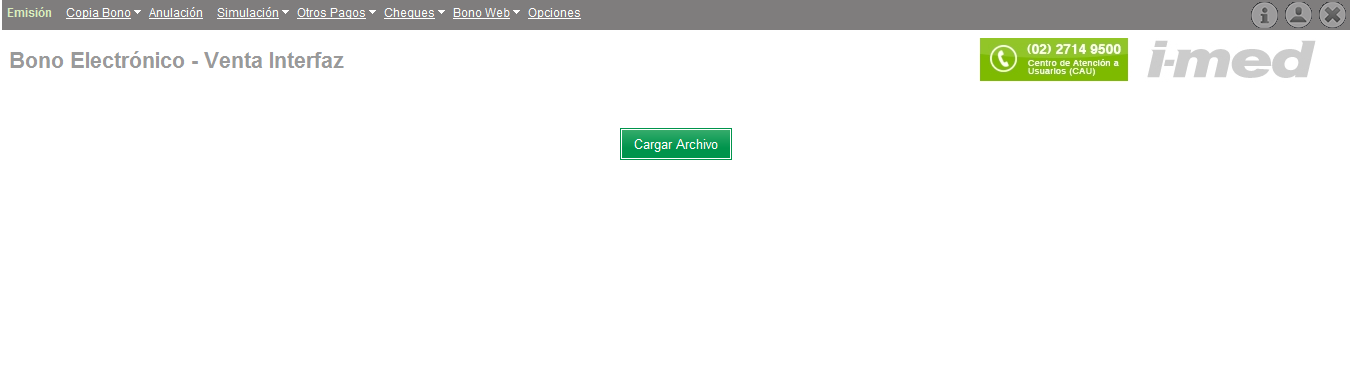 Emisión Copia Bono Anulación Simulación Otros Pagos Cheques Bono Web Opciones
Bono Electrónico - Venta Interfaz
(02) 2714 9500
Centro de Atención a
Usuarios (CAU)
i-med
Cargar Archivo